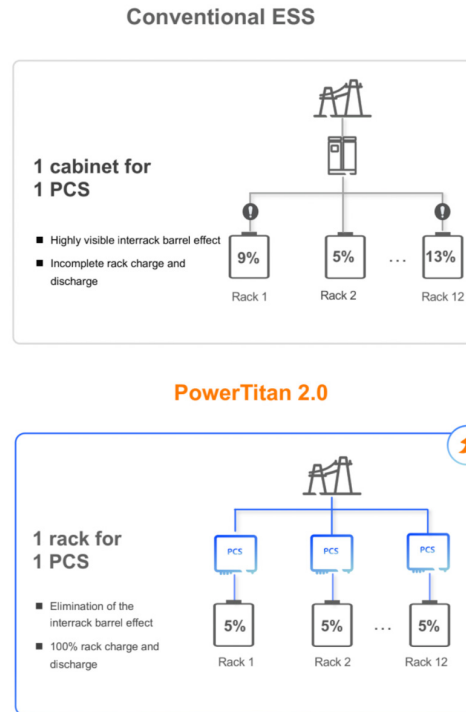 Conventional ESS
1 cabinet for
1 PCS
■ Highly visible interrack barrel effect
■ Incomplete rack charge and
discharge
9%
5%
...
13%
Rack 1
Rack 2
Rack 12
PowerTitan 2.0
1 rack for
1 PCS
■ Elimination of the
interrack barrel effect
■ 100% rack charge and
discharge
PCS
PCS
PCS
5%
5%
...
5%
Rack 1
Rack 2
Rack 12